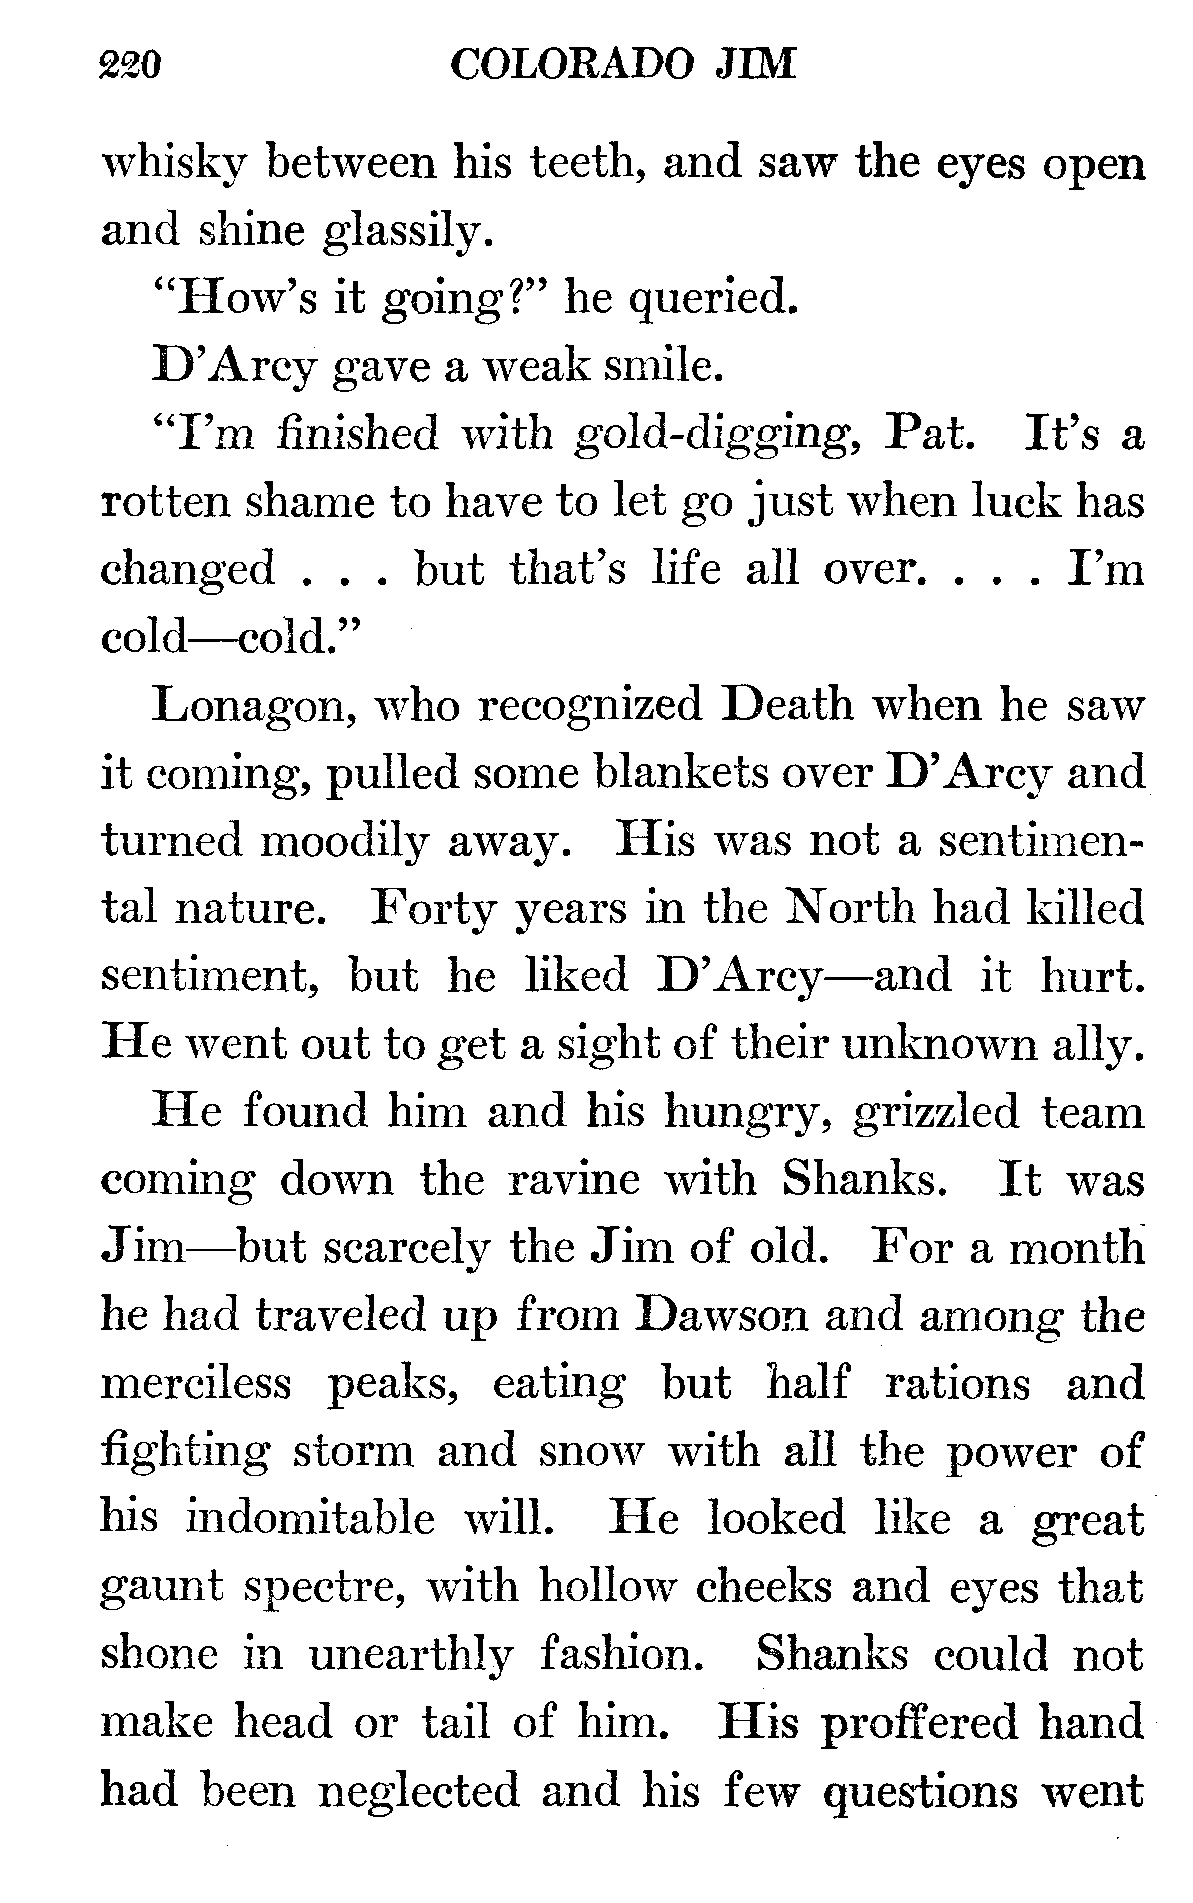 220 COLORADO JIM
whisky between his teeth, and saw the eyes open
and shine glassily.
“How’s it going?” he queried.
D’Arcy gave a weak smile.
“I’m finished with gold-digging, Pat. It’s a
rotten shame to have to let go just when luck has
changed . . . but that’s life all over. . . . I’m
cold—cold.”
Lonagon, who recognized Death when he saw
it coming, pulled some blankets over D’Arcy and
turned moodily away. His was not a sentimen-
tal nature. Forty years in the North had killed
sentiment, but he liked D’Arcy—and it hurt.
He went out to get a sight of their unknown ally.
He found him and his hungry, grizzled team
coming down the ravine with Shanks. It was
Jim—but scarcely the Jim of old. For a month
he had traveled up from Dawson and among the
merciless peaks, eating but half rations and
fighting storm and snow with all the power of
his indomitable will. He looked like a great
gaunt spectre, with hollow cheeks and eyes that
shone in unearthly fashion. Shanks could not
make head or tail of him. His proffered hand
had been neglected and his few questions went